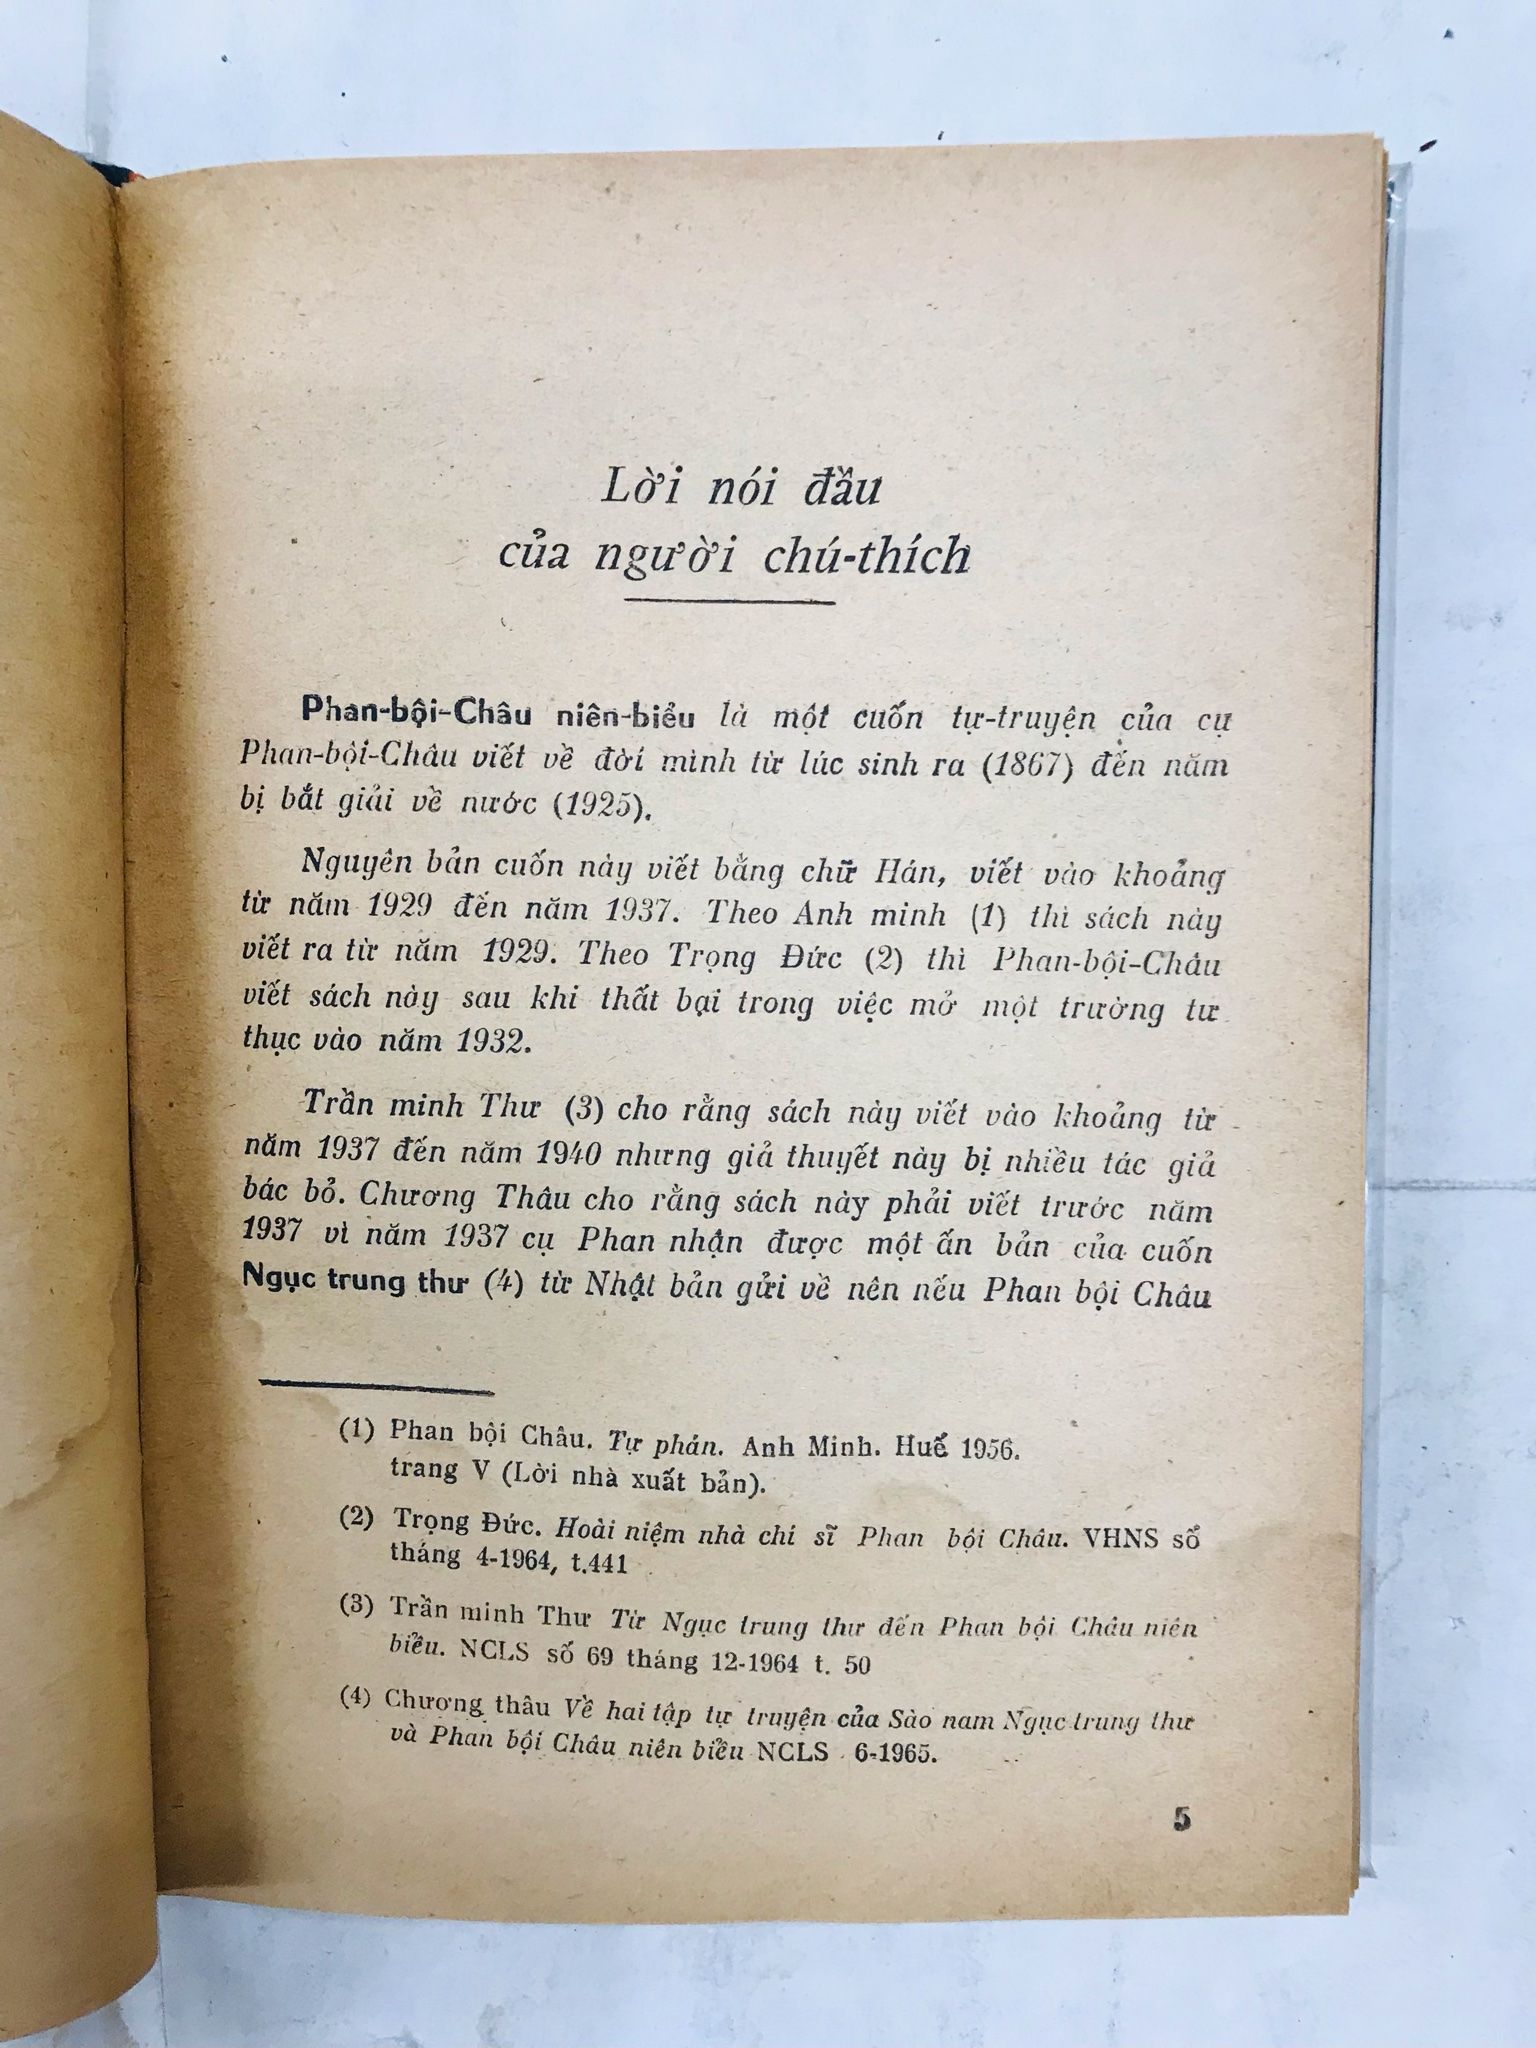 Lời nói đầu
của người chú-thích
Phan-bội-Châu niên-biểu là một cuốn tự-truyện của cụ
Phan-bội-Châu viết về đời mình từ lúc sinh ra (1867) đến năm
bị bắt giải về nước (1925).
Nguyên bản cuốn này viết bằng chữ Hán, viết vào khoảng
từ năm 1929 đến năm 1937. Theo Anh minh (1) thì sách này
viết ra từ năm 1929. Theo Trọng Đức (2) thì Phan-bội-Châu
viết sách này sau khi thất bại trong việc mở một trường tư
thục vào năm 1932.
Trần minh Thư (3) cho rằng sách này viết vào khoảng từ
năm 1937 đến năm 1940 nhưng giả thuyết này bị nhiều tác giả
bác bỏ. Chương Thâu cho rằng sách này phải viết trước năm
1937 vì năm 1937 cụ Phan nhận được một ấn bản của cuốn
Ngục trung thư (4) từ Nhật bản gửi về nên nếu Phan bội Châu
(1) Phan bội Châu. Tự phán. Anh Minh. Huế 1956.
trang V (Lời nhà xuất bản).
(2) Trọng Đức. Hoài niệm nhà chí sĩ Phan bội Châu. VHNS số
tháng 4-1964, t.441
(3) Trần minh Thư Từ Ngục trung thư đến Phan bội Châu niên
biểu. NCLS số 69 tháng 12-1964 t. 50
(4) Chương thâu Về hai tập tự truyện của Sào nam Ngục trung thư
và Phan bội Châu niên biểu NCLS 6-1965.
5